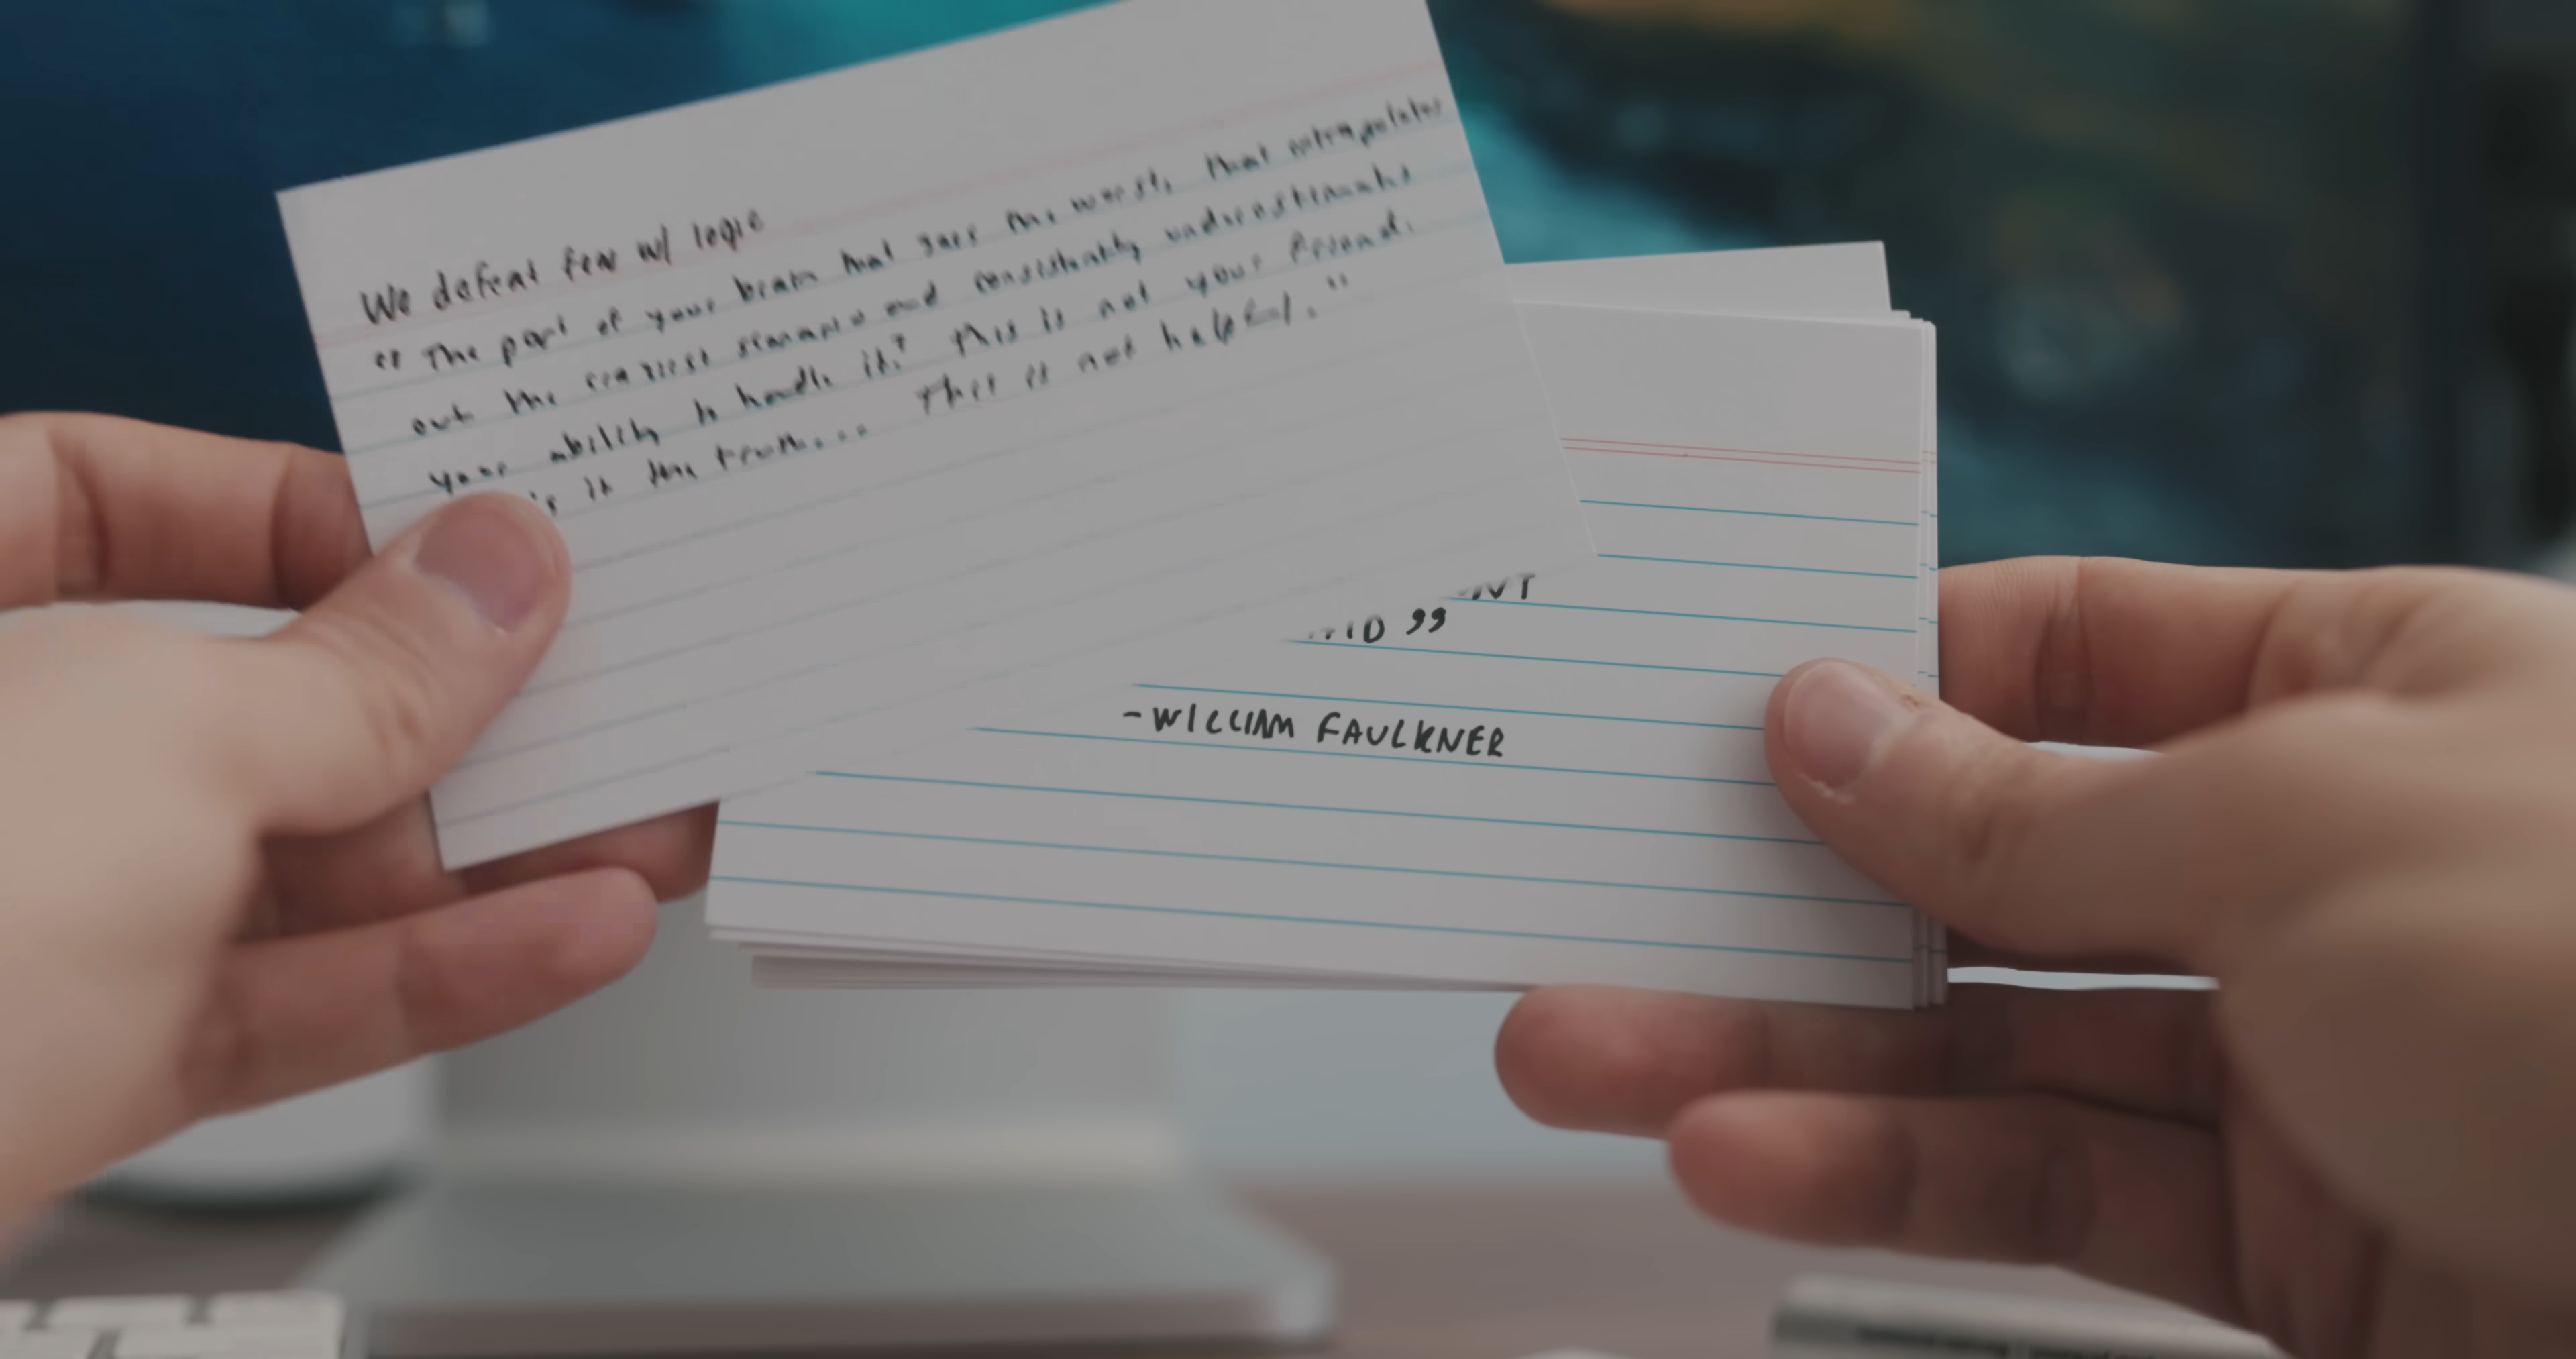 We defeat fear w/ logic
"The part of your brain that sees the worst, that extrapolates
out the craziest scenario and consistently underestimates
your ability to handle it? This is not your friend.
is it the truth... This is not helpful."
"
-WILLIAM FAULKNER